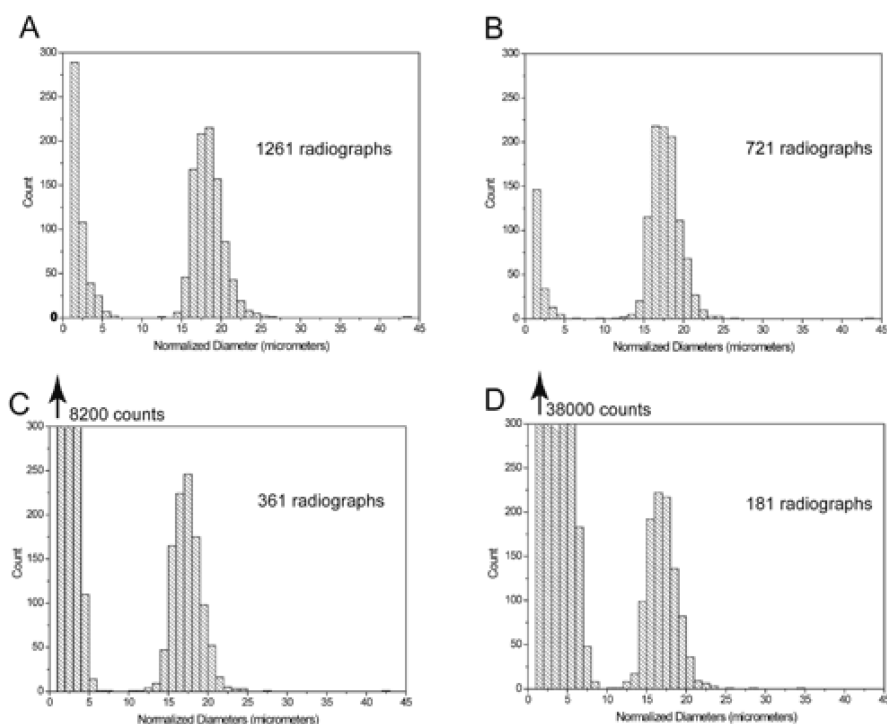 A
300
250
200
150
100
50
0
Count
1261 radiographs
0 5 10 15 20 25 30 35 40 45
Normalized Diameter (micrometers)
B
300
250
200
150
100
50
0
Count
721 radiographs
0 5 10 15 20 25 30 35 40 45
Normalized Diameters (micrometers)
C
8200 counts
300
250
200
150
100
50
0
Count
361 radiographs
0 5 10 15 20 25 30 35 40 45
Normalized Diameters (micrometers)
D
38000 counts
300
250
200
150
100
50
0
Count
181 radiographs
0 5 10 15 20 25 30 35 40 45
Normalized Diameters (micrometers)